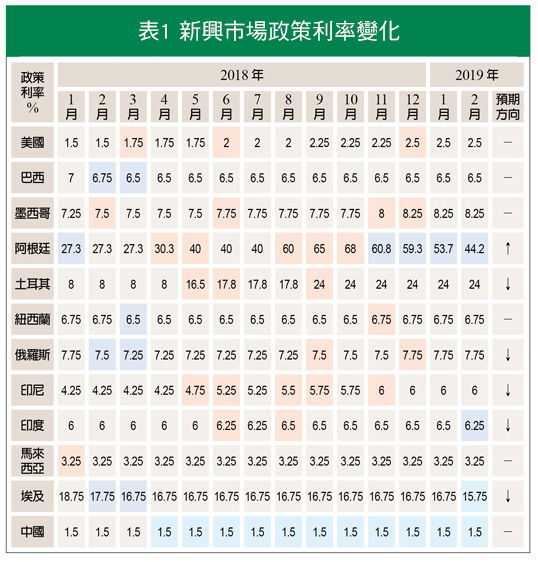 表1 新興市場政策利率變化
政策利率 % 2018 年 2019 年
1月 2月 3月 4月 5月 6月 7月 8月 9月 10月 11月 12月 1月 2月 預期方向
美國 1.5 1.5 1.75 1.75 1.75 2 2 2 2.25 2.25 2.25 2.5 2.5 2.5 —
巴西 7 6.75 6.5 6.5 6.5 6.5 6.5 6.5 6.5 6.5 6.5 6.5 6.5 6.5 —
墨西哥 7.25 7.5 7.5 7.5 7.5 7.75 7.75 7.75 7.75 7.75 8 8.25 8.25 8.25 —
阿根廷 27.3 27.3 27.3 30.3 40 40 40 60 65 68 60.8 59.3 53.7 44.2 ↑
土耳其 8 8 8 8 16.5 17.8 17.8 17.8 24 24 24 24 24 24 ↓
紐西蘭 6.75 6.75 6.5 6.5 6.5 6.5 6.5 6.5 6.5 6.5 6.75 6.75 6.75 6.75 —
俄羅斯 7.75 7.5 7.25 7.25 7.25 7.25 7.25 7.25 7.5 7.5 7.5 7.75 7.75 7.75 ↓
印尼 4.25 4.25 4.25 4.25 4.75 5.25 5.25 5.5 5.75 5.75 6 6 6 6 ↓
印度 6 6 6 6 6 6.25 6.25 6.5 6.5 6.5 6.5 6.5 6.5 6.25 ↓
馬來西亞 3.25 3.25 3.25 3.25 3.25 3.25 3.25 3.25 3.25 3.25 3.25 3.25 3.25 3.25 —
埃及 18.75 17.75 16.75 16.75 16.75 16.75 16.75 16.75 16.75 16.75 16.75 16.75 16.75 15.75 ↓
中國 1.5 1.5 1.5 1.5 1.5 1.5 1.5 1.5 1.5 1.5 1.5 1.5 1.5 1.5 —